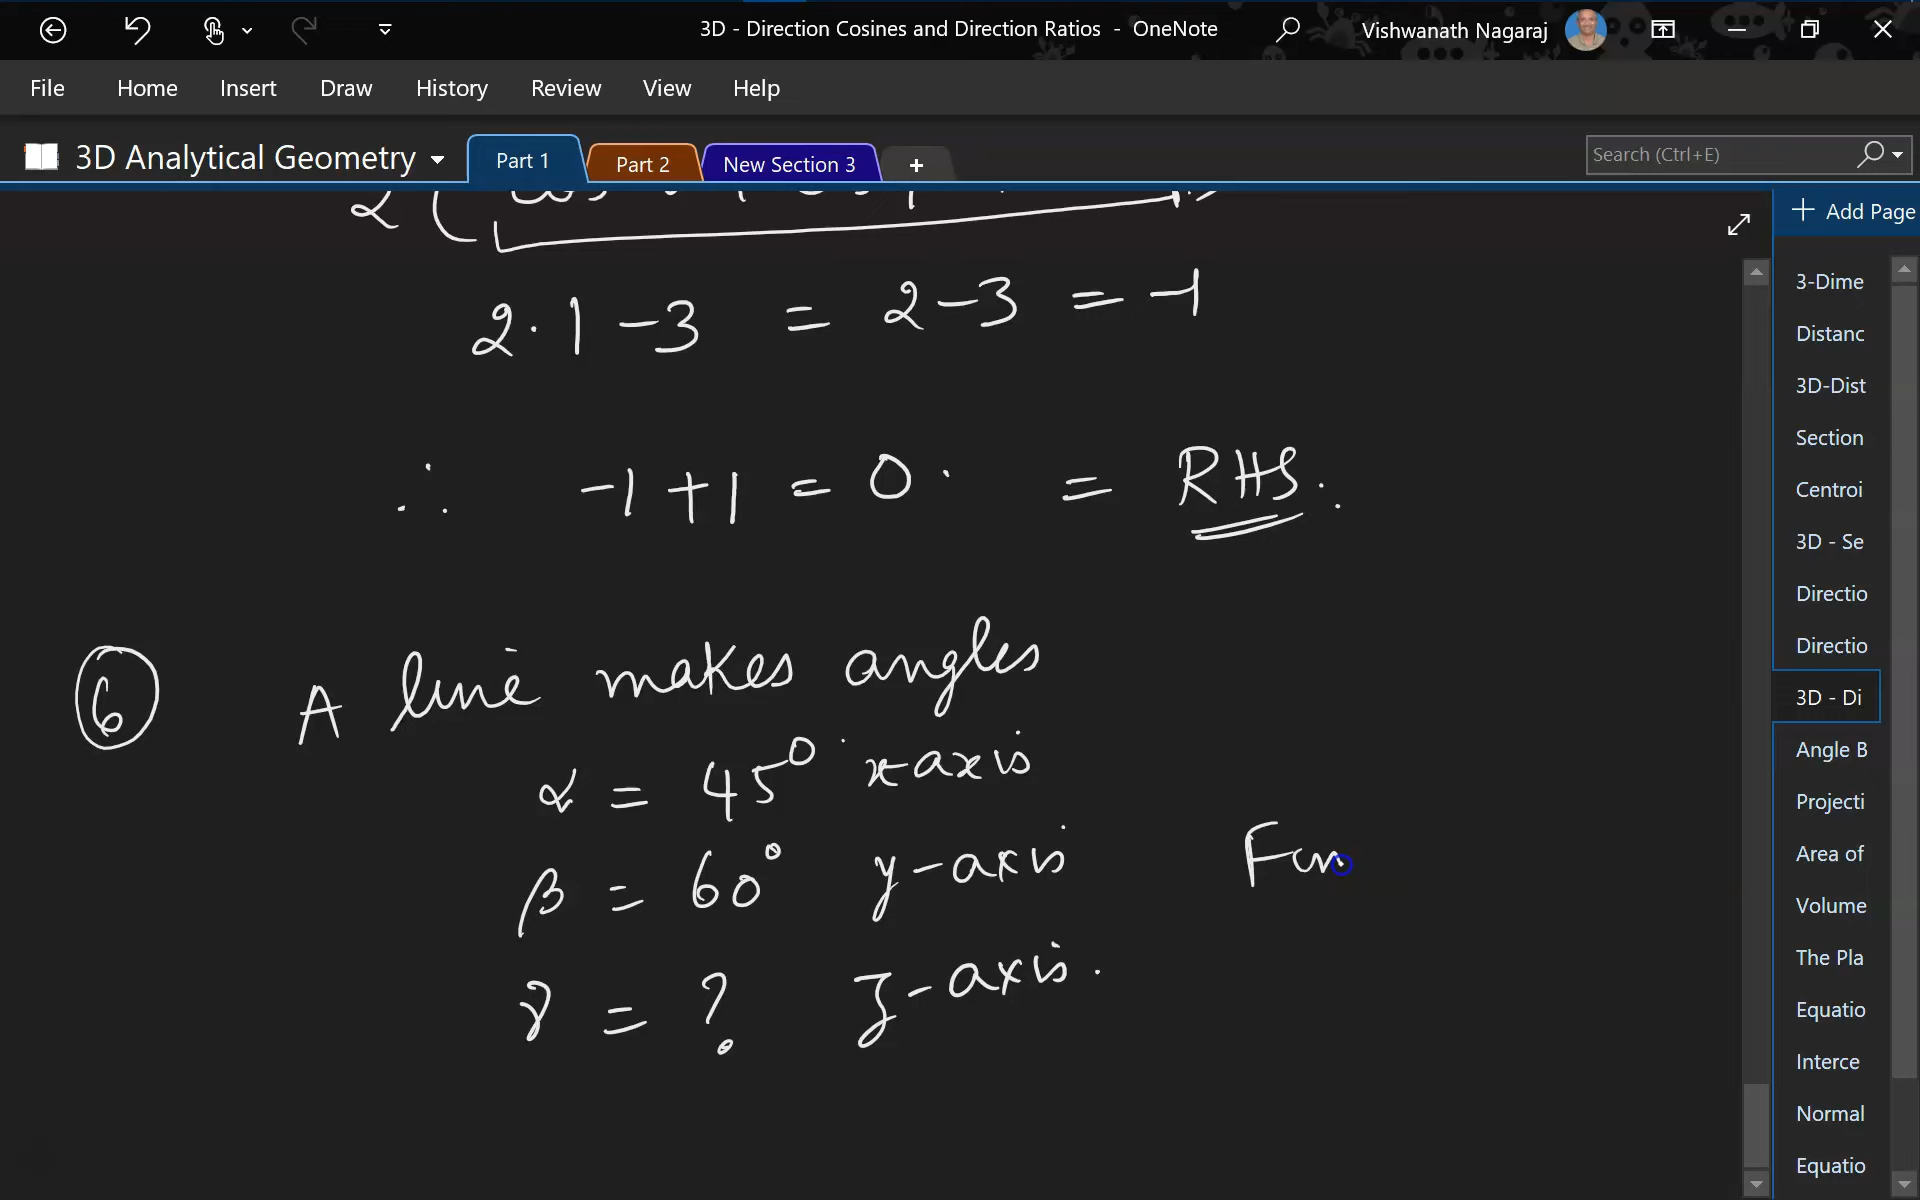 3D - Direction Cosines and Direction Ratios - OneNote
Vishwanath Nagaraj
File Home Insert Draw History Review View Help
3D Analytical Geometry
Part 1
Part 2
New Section 3
+
Search (Ctrl+E)
+ Add Page
2 (
2 · 1 - 3 = 2 - 3 = -1
∴ -1 + 1 = 0 . = RHS.
6 A line makes angles
α = 45° x-axis
β = 60° y-axis
γ = ? z-axis.
Fin
3-Dime
Distanc
3D-Dist
Section
Centroi
3D - Se
Directio
Directio
3D - Di
Angle B
Projecti
Area of
Volume
The Pla
Equatio
Interce
Normal
Equatio